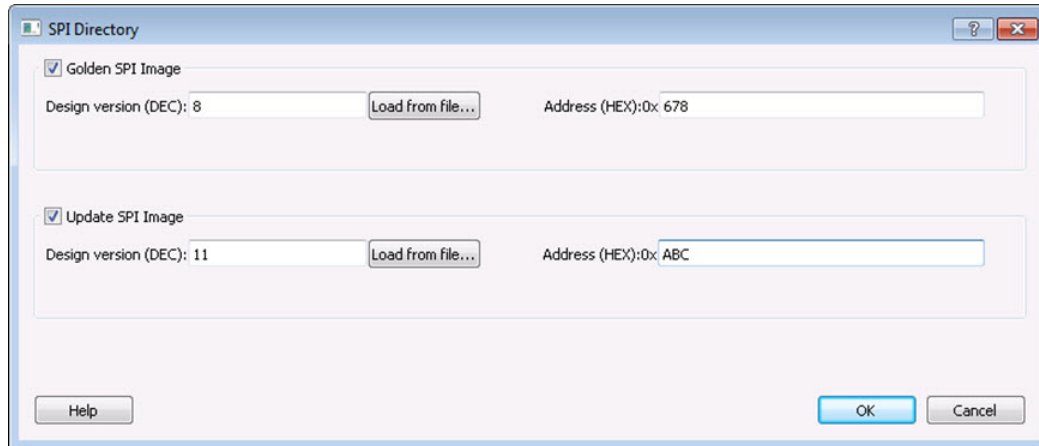 SPI Directory
Golden SPI Image
Design version (DEC): 8 Load from file... Address (HEX):0x 678
Update SPI Image
Design version (DEC): 11 Load from file... Address (HEX):0x ABC
Help OK Cancel